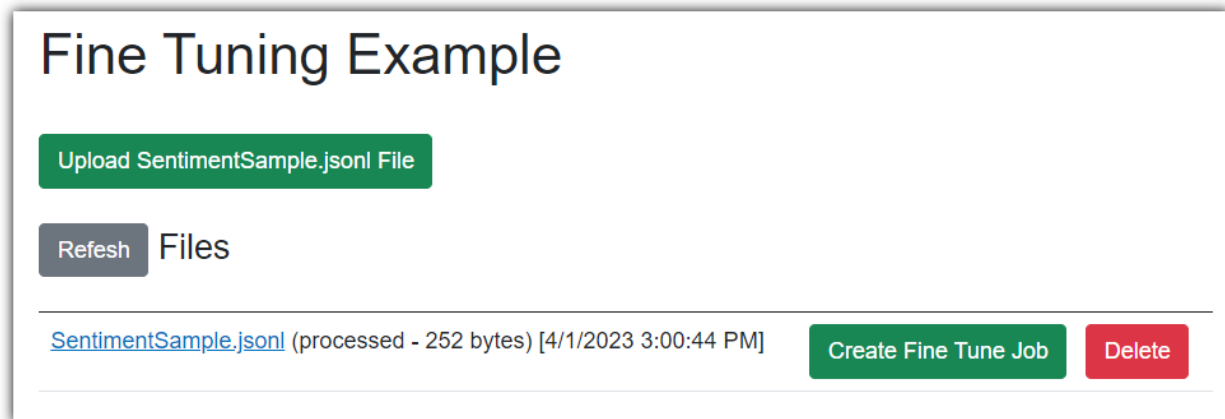 Fine Tuning Example
Upload SentimentSample.jsonl File
Refesh Files
SentimentSample.jsonl (processed - 252 bytes) [4/1/2023 3:00:44 PM] Create Fine Tune Job Delete